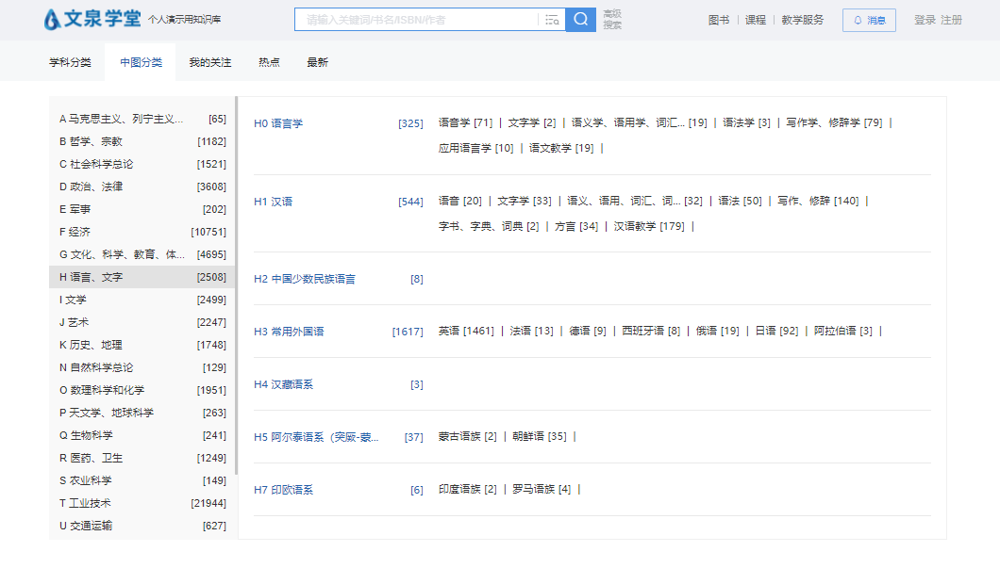 文泉学堂 个人演示用知识库
请输入关键词/书名/ISBN/作者
高级
搜索
图书 | 课程 | 教学服务
消息
登录 注册
学科分类 中图分类 我的关注 热点 最新
A 马克思主义、列宁主义... [65]
B 哲学、宗教 [1182]
C 社会科学总论 [1521]
D 政治、法律 [3608]
E 军事 [202]
F 经济 [10751]
G 文化、科学、教育、体... [4695]
H 语言、文字 [2508]
I 文学 [2499]
J 艺术 [2247]
K 历史、地理 [1748]
N 自然科学总论 [129]
O 数理科学和化学 [1951]
P 天文学、地球科学 [263]
Q 生物科学 [241]
R 医药、卫生 [1249]
S 农业科学 [149]
T 工业技术 [21944]
U 交通运输 [627]
H0 语言学 [325] 语音学 [71] | 文字学 [2] | 语义学、语用学、词汇... [19] | 语法学 [3] | 写作学、修辞学 [79] |
应用语言学 [10] | 语文教学 [19] |
H1 汉语 [544] 语音 [20] | 文字学 [33] | 语义、语用、词汇、词... [32] | 语法 [50] | 写作、修辞 [140] |
字书、字典、词典 [2] | 方言 [34] | 汉语教学 [179] |
H2 中国少数民族语言 [8]
H3 常用外国语 [1617] 英语 [1461] | 法语 [13] | 德语 [9] | 西班牙语 [8] | 俄语 [19] | 日语 [92] | 阿拉伯语 [3] |
H4 汉藏语系 [3]
H5 阿尔泰语系（突厥-蒙... [37] 蒙古语族 [2] | 朝鲜语 [35] |
H7 印欧语系 [6] 印度语族 [2] | 罗马语族 [4] |